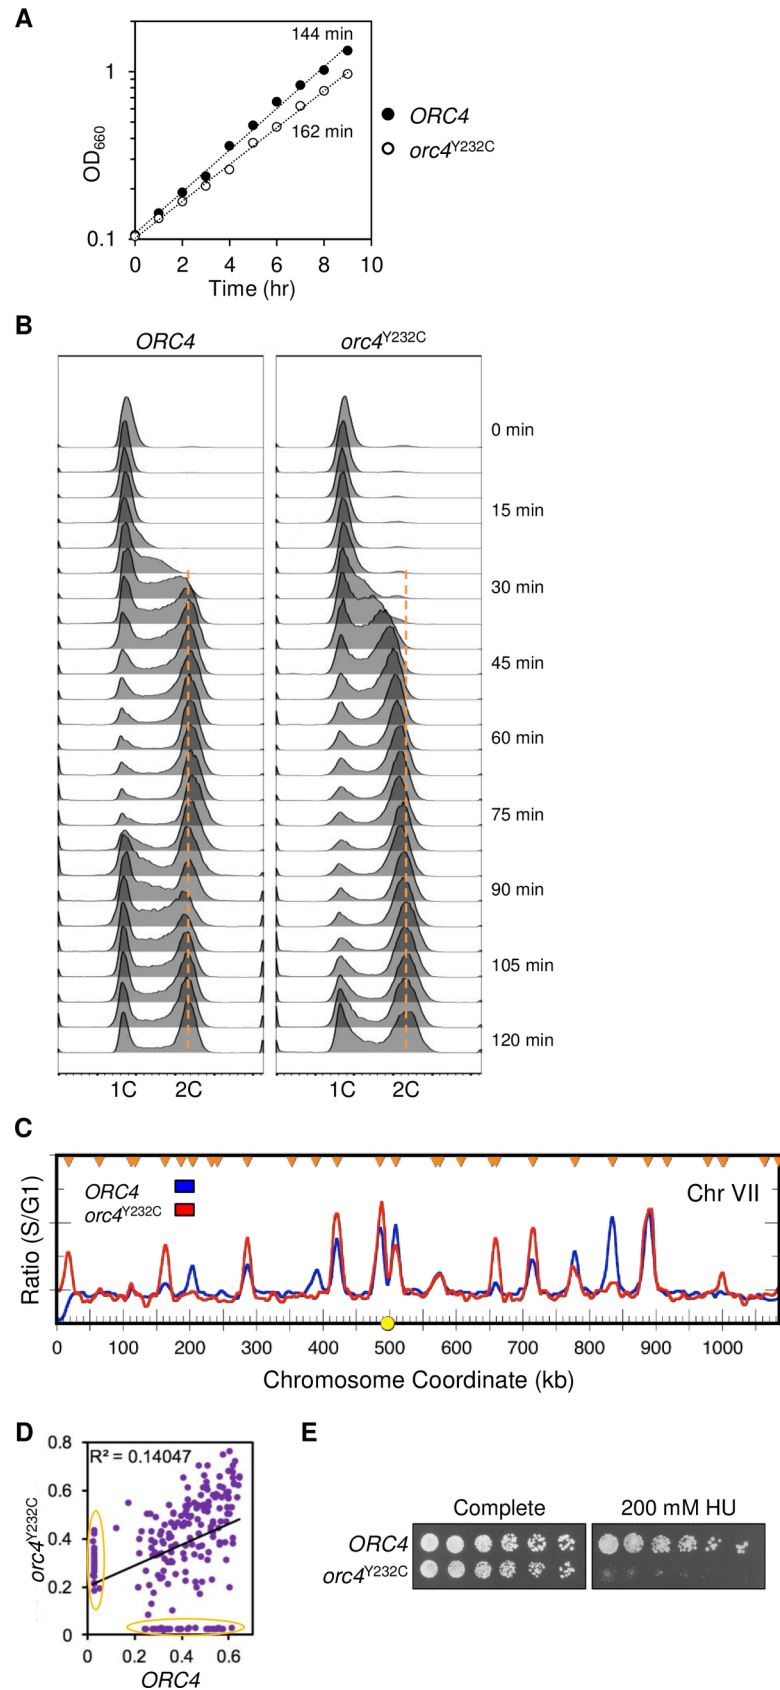 A
144 min
1
162 min
OD660
0.1
0 2 4 6 8 10
Time (hr)
ORC4
orc4Y232C
B
ORC4 orc4Y232C
0 min
15 min
30 min
45 min
60 min
75 min
90 min
105 min
120 min
1C 2C 1C 2C
C
Ratio (S/G1)
ORC4
orc4Y232C
Chr VII
0 100 200 300 400 500 600 700 800 900 1000
Chromosome Coordinate (kb)
D
R² = 0.14047
orc4Y232C
0.8
0.6
0.4
0.2
0
0 0.2 0.4 0.6
ORC4
E
Complete 200 mM HU
ORC4
orc4Y232C